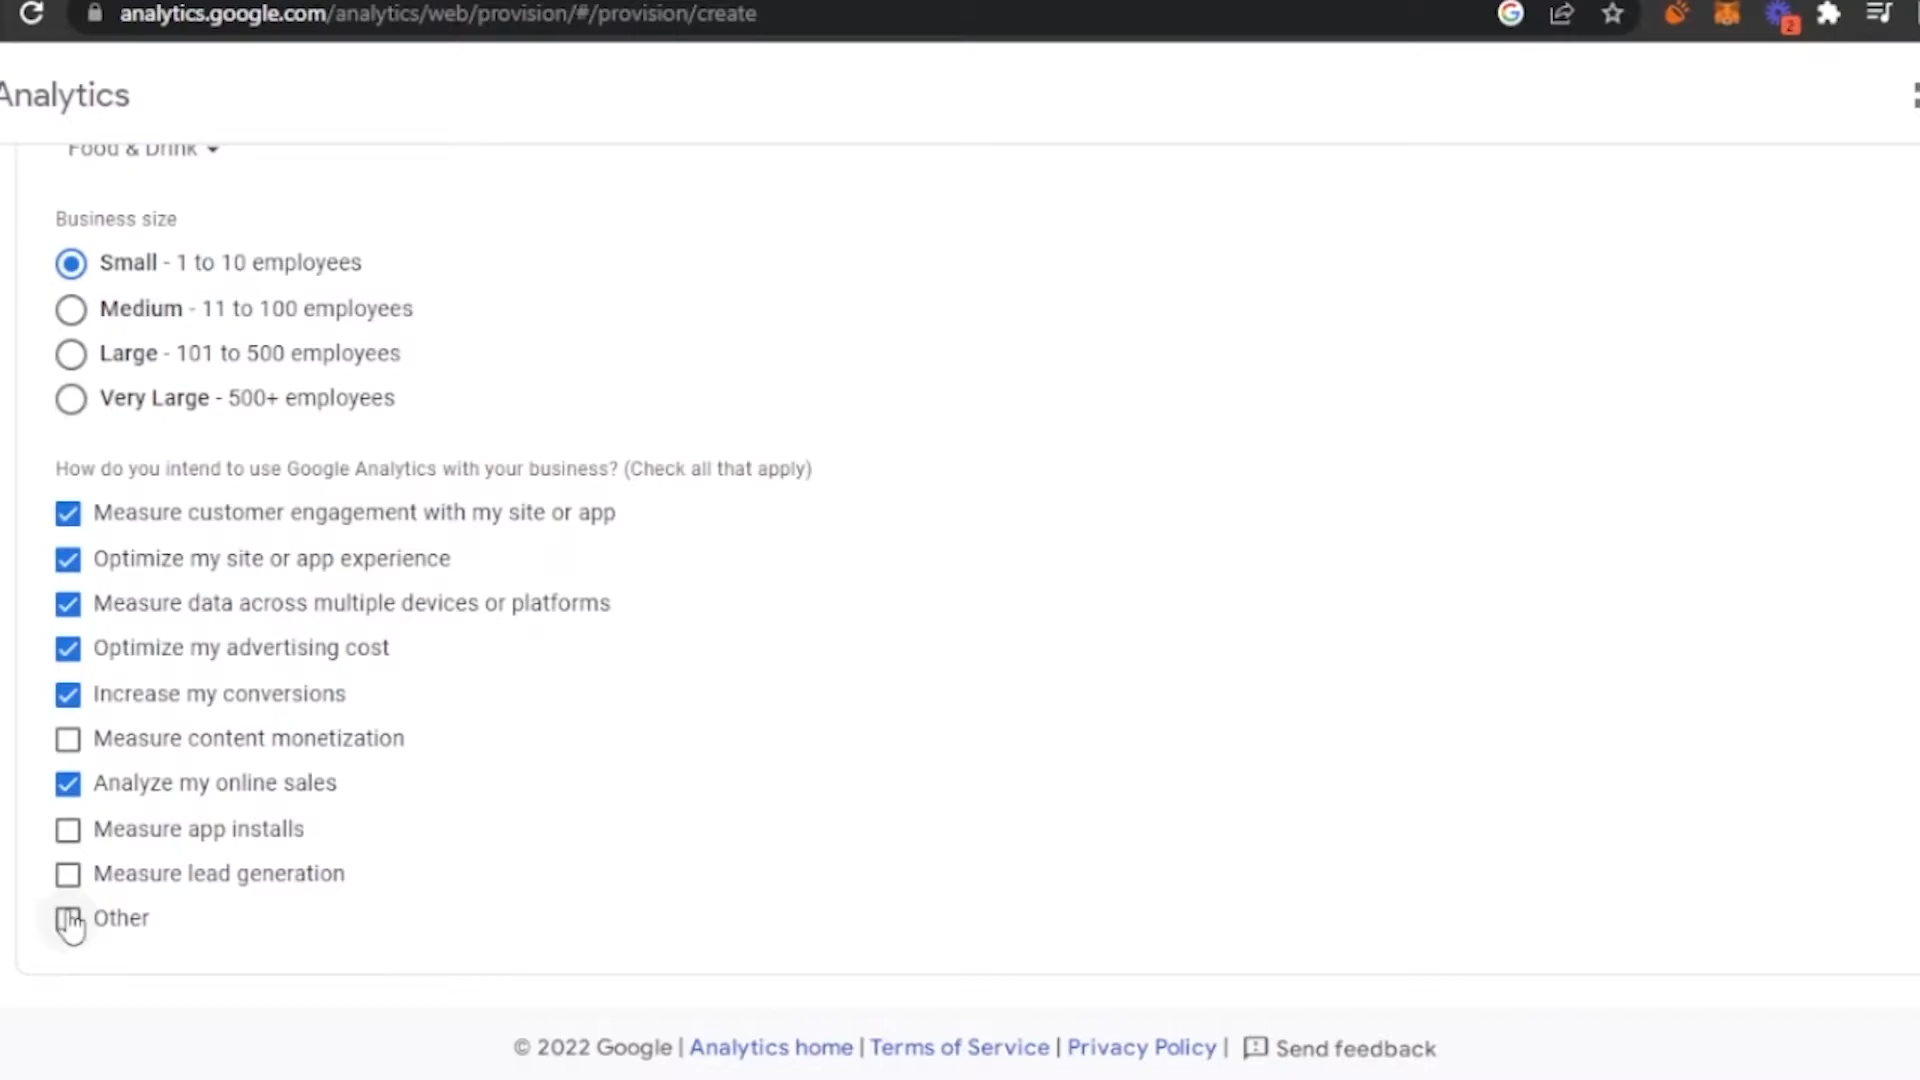 analytics.google.com/analytics/web/provision/#/provision/create
2
Analytics
Food & Drink
Business size
Small - 1 to 10 employees
Medium - 11 to 100 employees
Large - 101 to 500 employees
Very Large - 500+ employees
How do you intend to use Google Analytics with your business? (Check all that apply)
Measure customer engagement with my site or app
Optimize my site or app experience
Measure data across multiple devices or platforms
Optimize my advertising cost
Increase my conversions
Measure content monetization
Analyze my online sales
Measure app installs
Measure lead generation
Other
© 2022 Google | Analytics home | Terms of Service | Privacy Policy | Send feedback